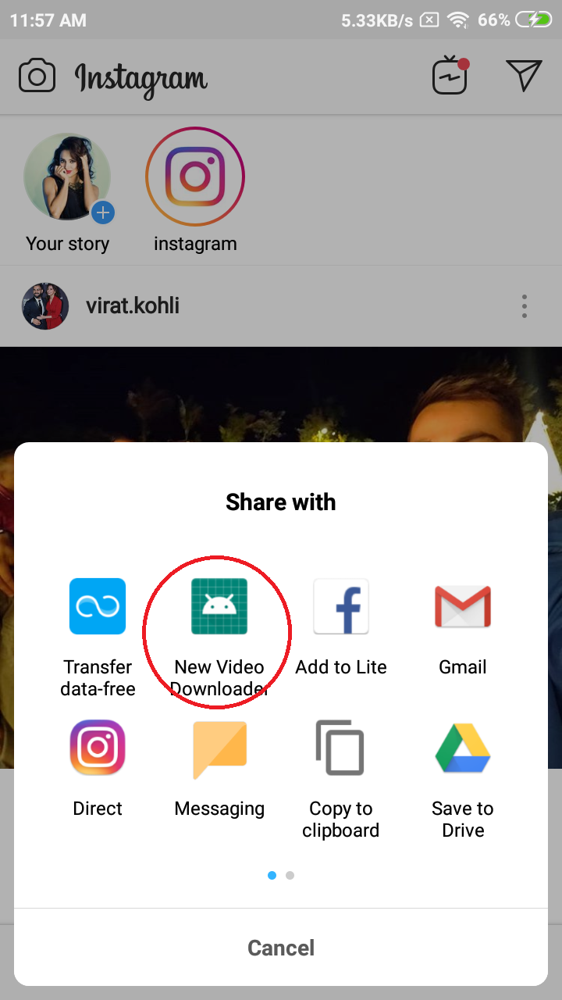 11:57 AM 5.33KB/s 66%
Instagram
Your story instagram
virat.kohli
Share with
Transfer data-free
New Video Downloader
Add to Lite
Gmail
Direct
Messaging
Copy to clipboard
Save to Drive
Cancel